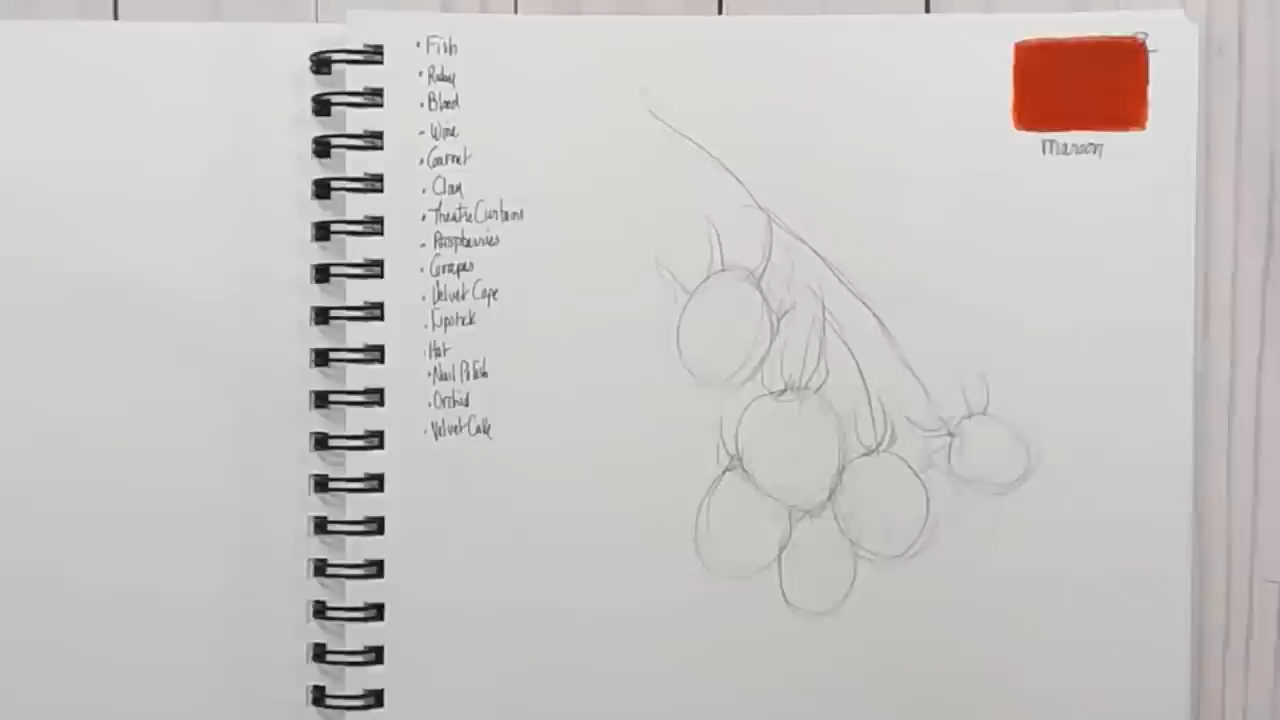 • Fish
• Ruby
• Blood
- Wine
• Garnet
• Clay
• Theatre Curtains
- Raspberries
• Grapes
• Velvet Cape
• Lipstick
• Hat
• Nail Polish
• Orchid
• Velvet Cake
Maroon